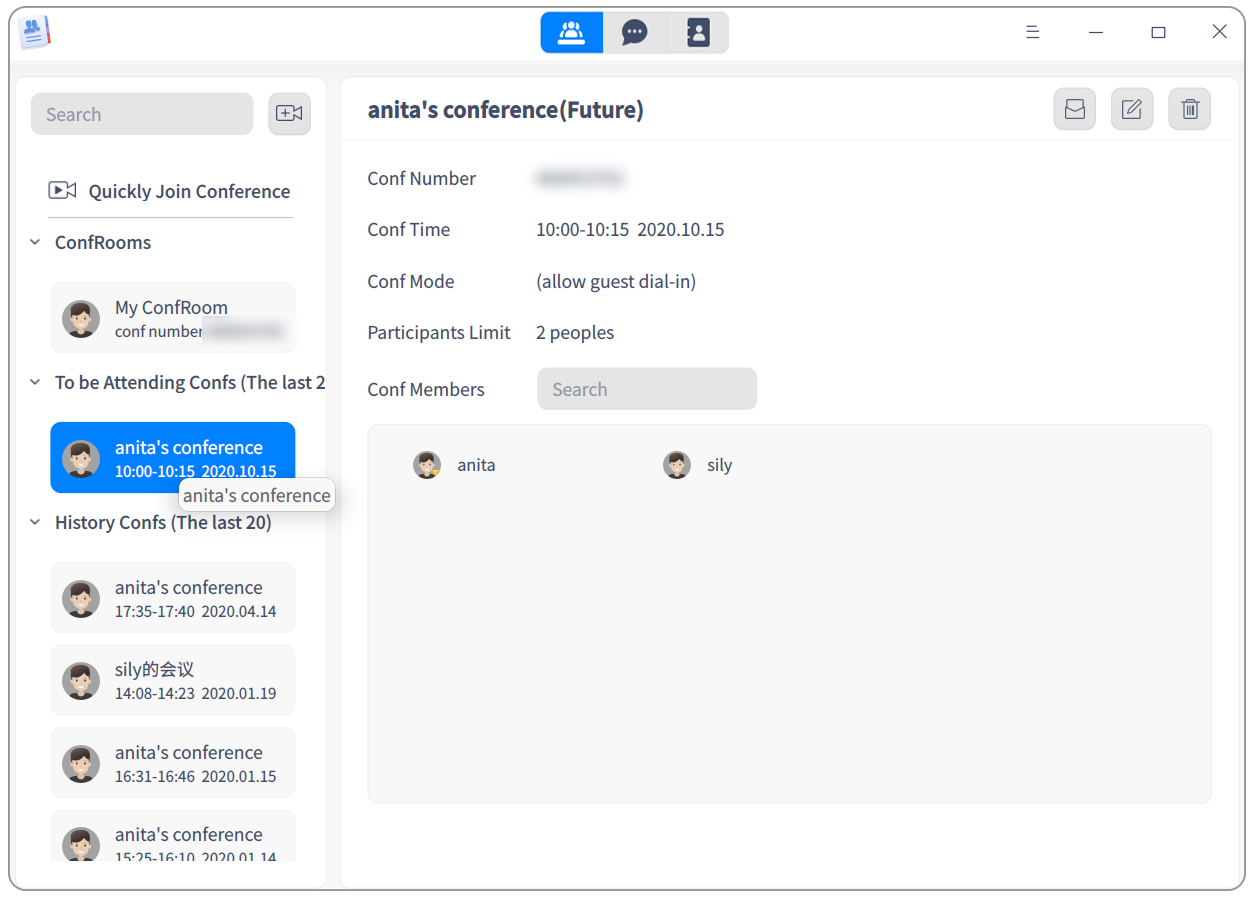 Search
Quickly Join Conference
ConfRooms
My ConfRoom
conf number
To be Attending Confs (The last 2
anita's conference
10:00-10:15 2020.10.15
anita's conference
History Confs (The last 20)
anita's conference
17:35-17:40 2020.04.14
sily的会议
14:08-14:23 2020.01.19
anita's conference
16:31-16:46 2020.01.15
anita's conference
15:25-16:10 2020.01.14
anita's conference(Future)
Conf Number
Conf Time 10:00-10:15 2020.10.15
Conf Mode (allow guest dial-in)
Participants Limit 2 peoples
Conf Members Search
anita sily